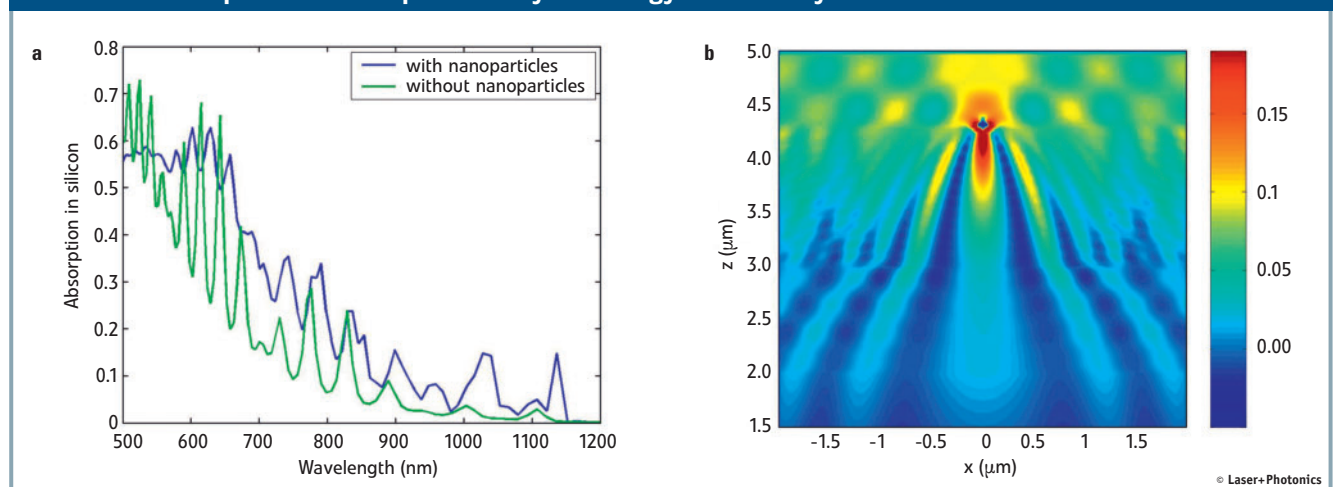 a
0.8
0.7
0.6
0.5
0.4
0.3
0.2
0.1
0
Absorption in silicon
with nanoparticles
without nanoparticles
500 600 700 800 900 1000 1100 1200
Wavelength (nm)
b
5.0
4.5
4.0
3.5
3.0
2.5
2.0
1.5
z (µm)
-1.5 -1 -0.5 0 0.5 1 1.5
x (µm)
0.15
0.1
0.05
0.00
© Laser+Photonics